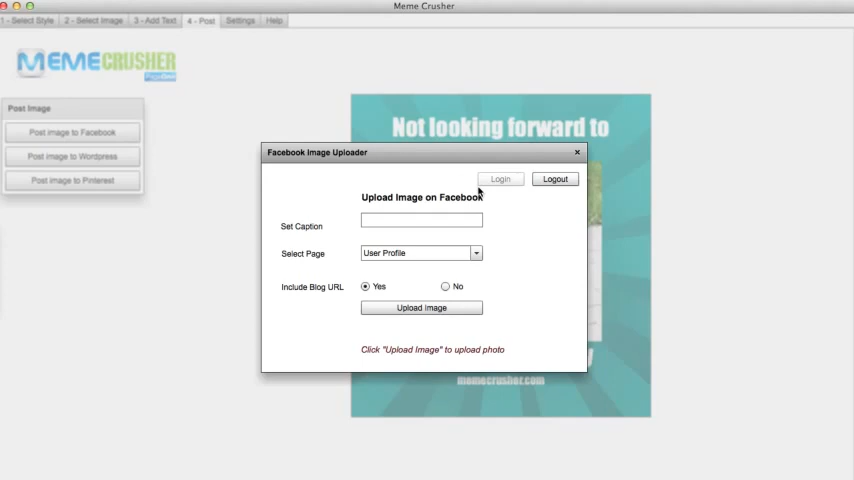 Meme Crusher
1 - Select Style 2 - Select Image 3 - Add Text 4 - Post Settings Help
MEMECRUSHER
Post Image
Post image to Facebook
Post image to Wordpress
Post image to Pinterest
Not looking forward to
Facebook Image Uploader
Login Logout
Upload Image on Facebook
Set Caption
Select Page User Profile
Include Blog URL Yes No
Upload Image
Click "Upload Image" to upload photo
memecrusher.com